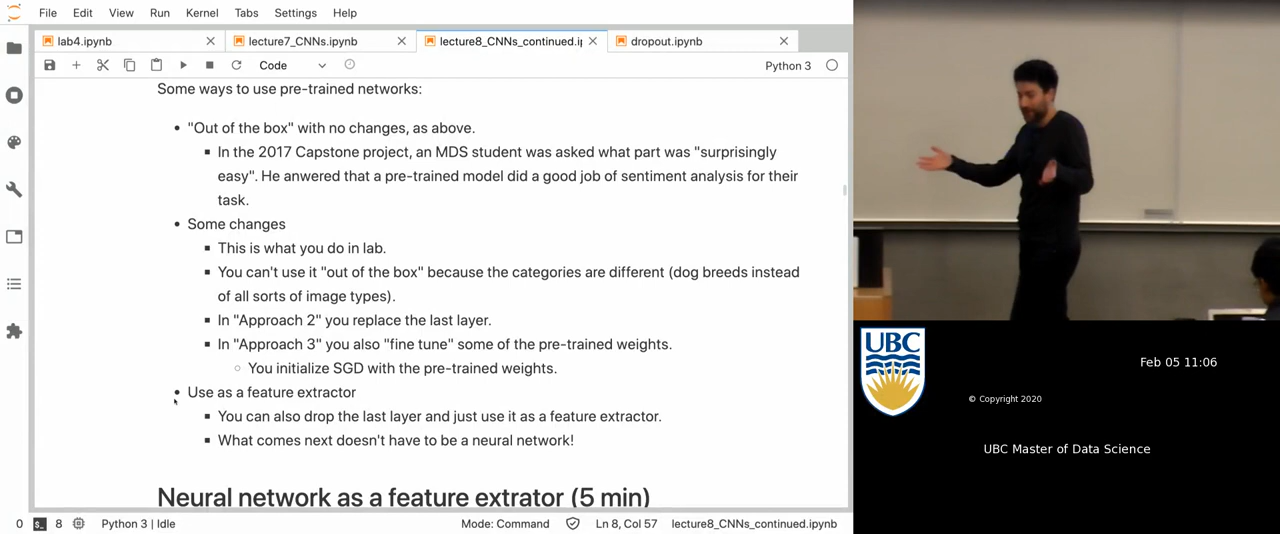 File Edit View Run Kernel Tabs Settings Help
lab4.ipynb lecture7_CNNs.ipynb lecture8_CNNs_continued.i dropout.ipynb
Code Python 3
Some ways to use pre-trained networks:
"Out of the box" with no changes, as above.
In the 2017 Capstone project, an MDS student was asked what part was "surprisingly
easy". He anwered that a pre-trained model did a good job of sentiment analysis for their
task.
Some changes
This is what you do in lab.
You can't use it "out of the box" because the categories are different (dog breeds instead
of all sorts of image types).
In "Approach 2" you replace the last layer.
In "Approach 3" you also "fine tune" some of the pre-trained weights.
You initialize SGD with the pre-trained weights.
Use as a feature extractor
You can also drop the last layer and just use it as a feature extractor.
What comes next doesn't have to be a neural network!
Neural network as a feature extrator (5 min)
0 8 Python 3 | Idle Mode: Command Ln 8, Col 57 lecture8_CNNs_continued.ipynb
UBC
Feb 05 11:06
© Copyright 2020
UBC Master of Data Science